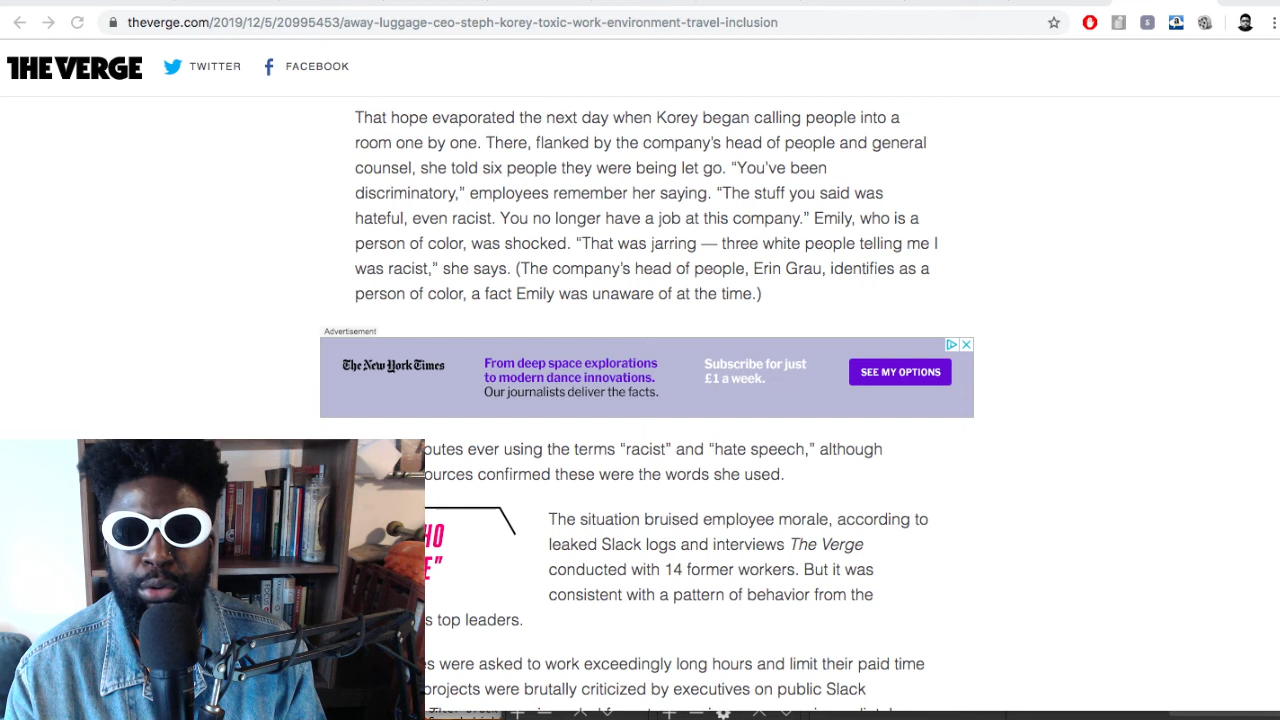 theverge.com/2019/12/5/20995453/away-luggage-ceo-steph-korey-toxic-work-environment-travel-inclusion
THE VERGE TWITTER FACEBOOK
That hope evaporated the next day when Korey began calling people into a
room one by one. There, flanked by the company’s head of people and general
counsel, she told six people they were being let go. “You’ve been
discriminatory,” employees remember her saying. “The stuff you said was
hateful, even racist. You no longer have a job at this company.” Emily, who is a
person of color, was shocked. “That was jarring — three white people telling me I
was racist,” she says. (The company’s head of people, Erin Grau, identifies as a
person of color, a fact Emily was unaware of at the time.)
Advertisement
The New York Times
From deep space explorations
to modern dance innovations.
Our journalists deliver the facts.
Subscribe for just
£1 a week.
SEE MY OPTIONS
putes ever using the terms “racist” and “hate speech,” although
ources confirmed these were the words she used.
HO
E”
The situation bruised employee morale, according to
leaked Slack logs and interviews The Verge
conducted with 14 former workers. But it was
consistent with a pattern of behavior from the
s top leaders.
s were asked to work exceedingly long hours and limit their paid time
projects were brutally criticized by executives on public Slack